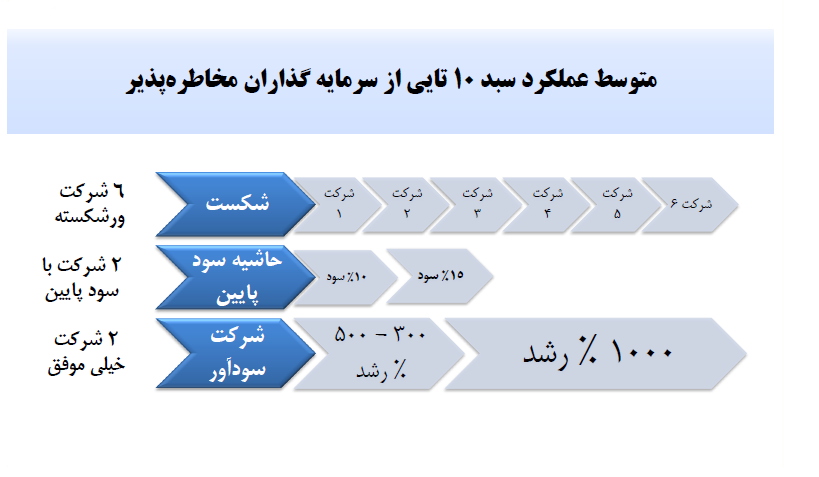 متوسط عملکرد سبد ۱۰ تایی از سرمایه گذاران مخاطره‌پذیر
۶ شرکت
ورشکسته
شکست
شرکت
۱
شرکت
۲
شرکت
۳
شرکت
۴
شرکت
۵
شرکت ۶
۲ شرکت با
سود پایین
حاشیه سود
پایین
۱۰٪ سود
۱۵٪ سود
۲ شرکت
خیلی موفق
شرکت
سودآور
۳۰۰ – ۵۰۰
٪ رشد
۱۰۰۰ ٪ رشد